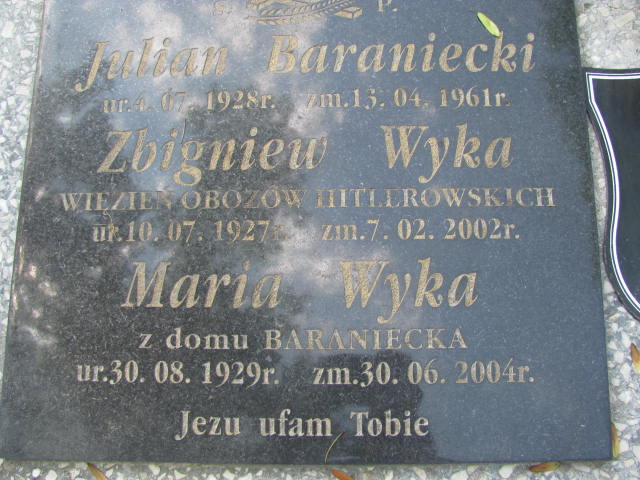 Ś. P.
Julian Baraniecki
ur.4. 07. 1928r. zm.13. 04. 1961r.
Zbigniew Wyka
WIĘZIEŃ OBOZÓW HITLEROWSKICH
ur.10. 07. 1927r. zm.7. 02. 2002r.
Maria Wyka
z domu BARANIECKA
ur.30. 08. 1929r. zm.30. 06. 2004r.
Jezu ufam Tobie